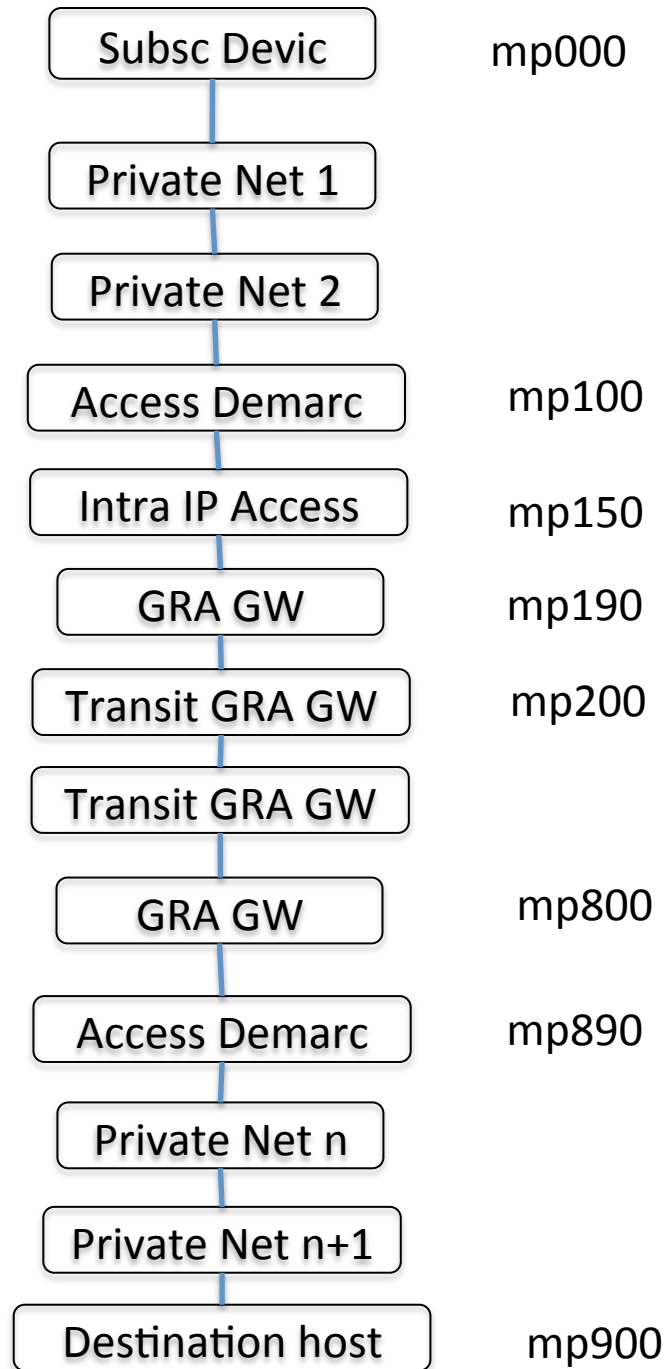 Subsc Devic mp000
Private Net 1
Private Net 2
Access Demarc mp100
Intra IP Access mp150
GRA GW mp190
Transit GRA GW mp200
Transit GRA GW
GRA GW mp800
Access Demarc mp890
Private Net n
Private Net n+1
Destination host mp900